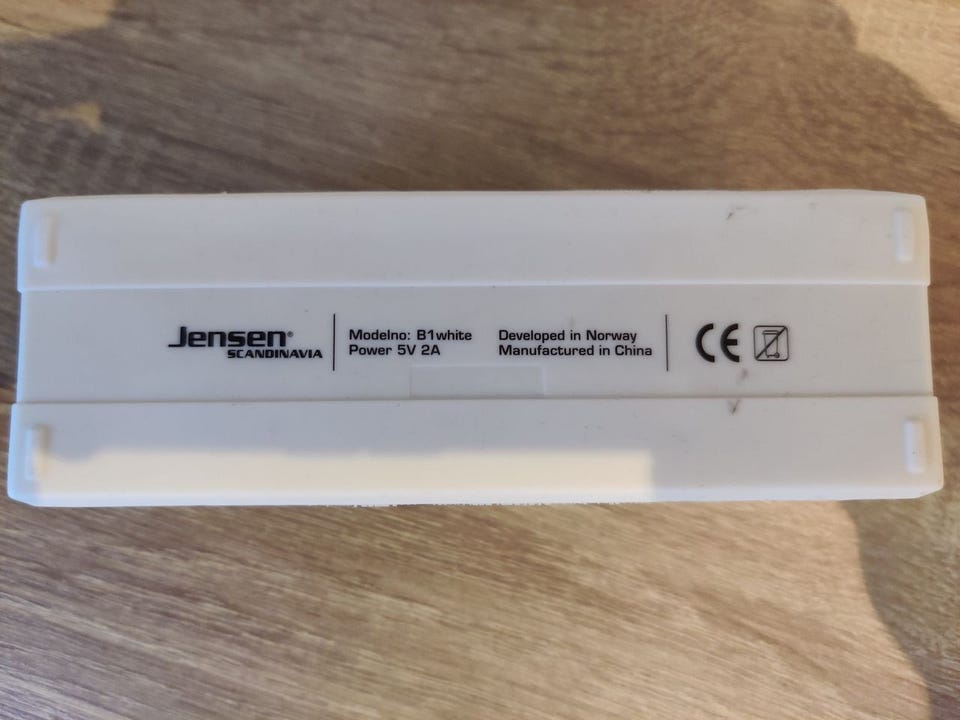 Jensen®
SCANDINAVIA
Modelno: B1white
Power 5V 2A
Developed in Norway
Manufactured in China
CE